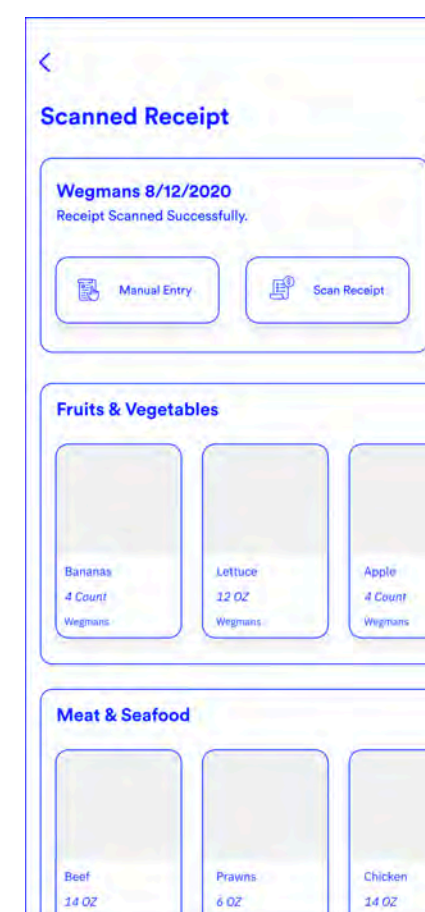 Scanned Receipt
Wegmans 8/12/2020
Receipt Scanned Successfully.
Manual Entry
Scan Receipt
Fruits & Vegetables
Bananas
4 Count
Wegmans
Lettuce
12 OZ
Wegmans
Apple
4 Count
Wegmans
Meat & Seafood
Beef
14 OZ
Prawns
6 OZ
Chicken
14 OZ